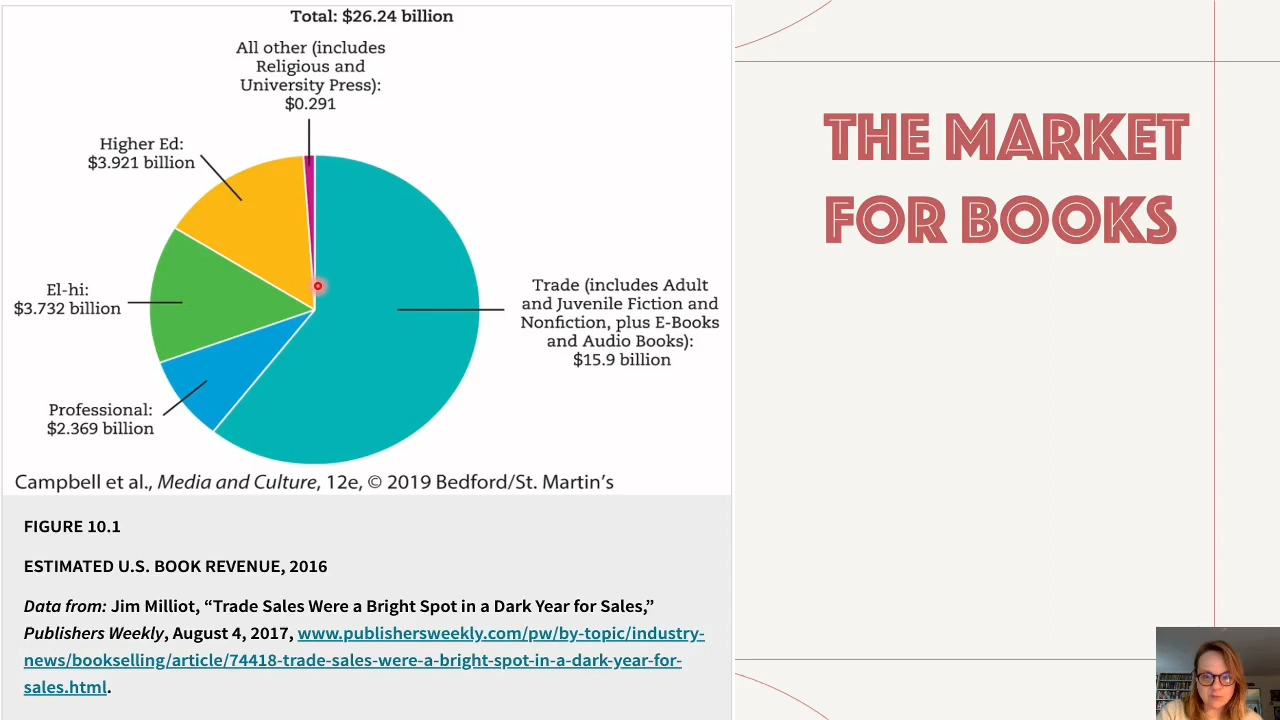 Total: $26.24 billion
All other (includes
Religious and
University Press):
$0.291
Higher Ed:
$3.921 billion
El-hi:
$3.732 billion
Professional:
$2.369 billion
Trade (includes Adult
and Juvenile Fiction and
Nonfiction, plus E-Books
and Audio Books):
$15.9 billion
Campbell et al., Media and Culture, 12e, © 2019 Bedford/St. Martin's
FIGURE 10.1
ESTIMATED U.S. BOOK REVENUE, 2016
Data from: Jim Milliot, “Trade Sales Were a Bright Spot in a Dark Year for Sales,”
Publishers Weekly, August 4, 2017, www.publishersweekly.com/pw/by-topic/industry-
news/bookselling/article/74418-trade-sales-were-a-bright-spot-in-a-dark-year-for-
sales.html.
THE MARKET
FOR BOOKS